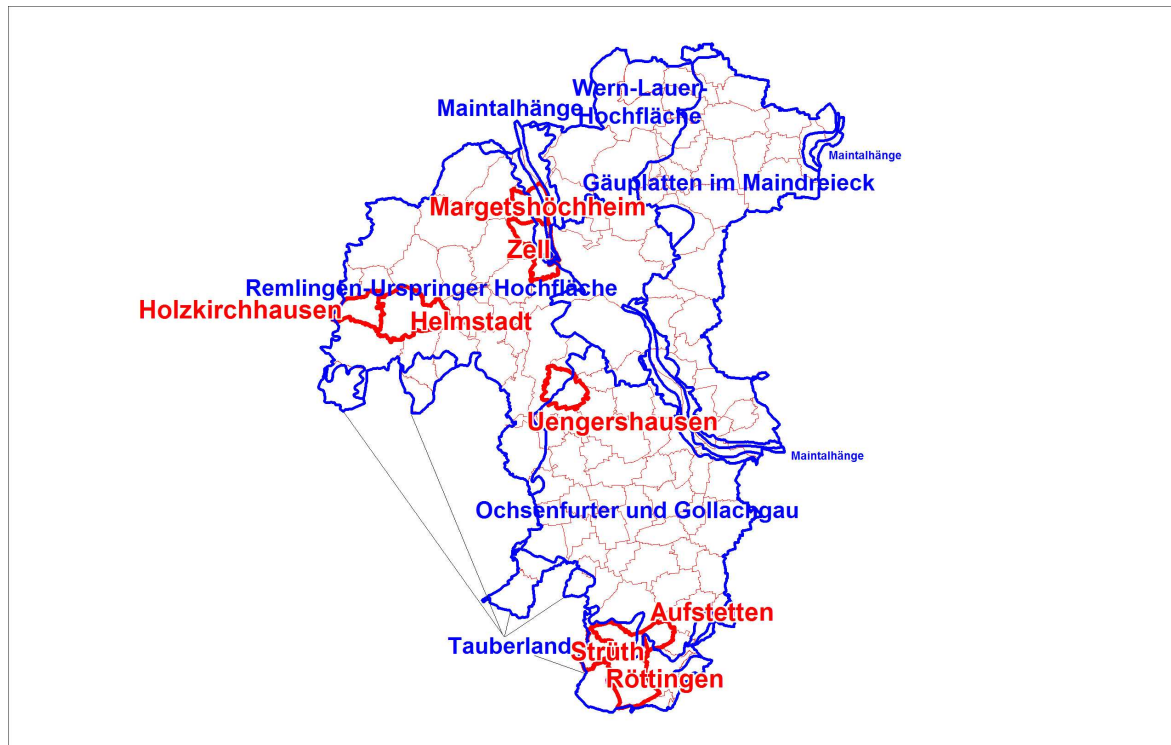 Wern-Lauer-
Hochfläche
Maintalhänge
Maintalhänge
Gäuplatten im Maindreieck
Margetshöchheim
Zell
Remlingen-Urspringer Hochfläche
Holzkirchhausen
Helmstadt
Uengershausen
Maintalhänge
Ochsenfurter und Gollachgau
Aufstetten
Tauberland
Strüth
Röttingen